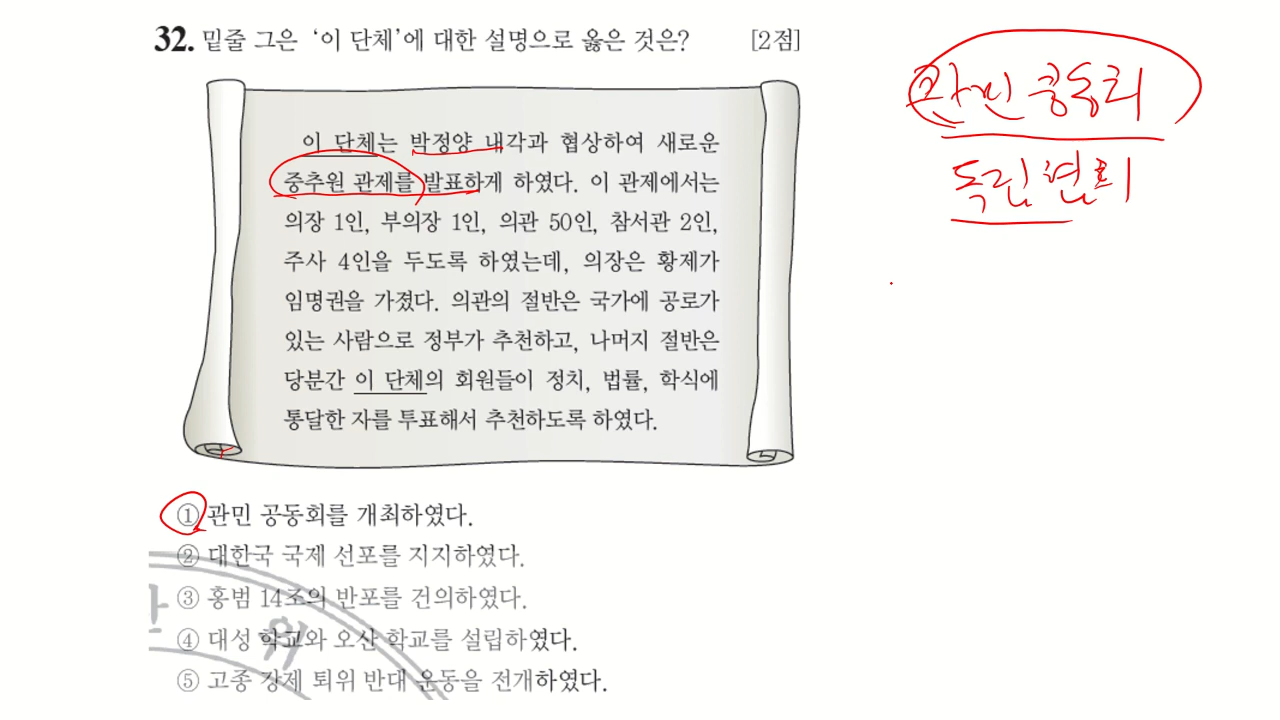 32. 밑줄 그은 ‘이 단체’에 대한 설명으로 옳은 것은? [2점]
관민 공동회
독립협회
이 단체는 박정양 내각과 협상하여 새로운
중추원 관제를 발표하게 하였다. 이 관제에서는
의장 1인, 부의장 1인, 의관 50인, 참서관 2인,
주사 4인을 두도록 하였는데, 의장은 황제가
임명권을 가졌다. 의관의 절반은 국가에 공로가
있는 사람으로 정부가 추천하고, 나머지 절반은
당분간 이 단체의 회원들이 정치, 법률, 학식에
통달한 자를 투표해서 추천하도록 하였다.
① 관민 공동회를 개최하였다.
② 대한국 국제 선포를 지지하였다.
③ 홍범 14조의 반포를 건의하였다.
④ 대성 학교와 오산 학교를 설립하였다.
⑤ 고종 강제 퇴위 반대 운동을 전개하였다.